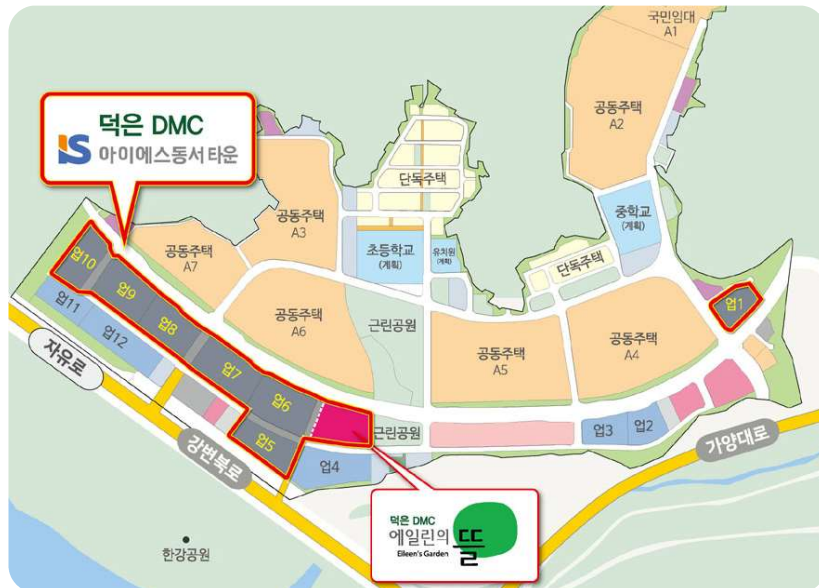 국민임대
A1
공동주택
A2
덕은 DMC
IS 아이에스동서타운
단독주택
공동주택
A3
중학교
(계획)
초등학교
(계획)
유치원
(계획)
공동주택
A7
단독주택
업10
업9
업8
업7
업6
업5
업11
업12
업4
업1
공동주택
A6
근린공원
공동주택
A5
공동주택
A4
자유로
강변북로
근린공원
업3
업2
가양대로
한강공원
덕은 DMC
에일린의 뜰
Eileen's Garden